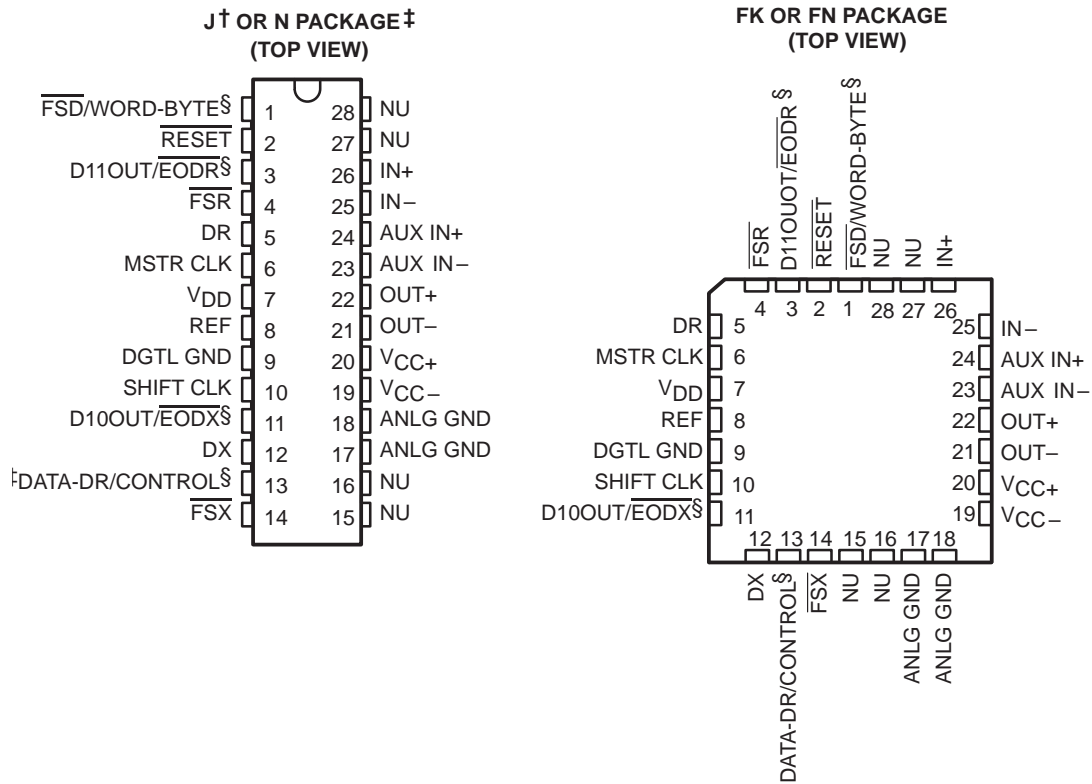 J† OR N PACKAGE‡
(TOP VIEW)
FSD/WORD-BYTE§ 1 28 NU
RESET 2 27 NU
D11OUT/EODR§ 3 26 IN+
FSR 4 25 IN–
DR 5 24 AUX IN+
MSTR CLK 6 23 AUX IN–
VDD 7 22 OUT+
REF 8 21 OUT–
DGTL GND 9 20 VCC+
SHIFT CLK 10 19 VCC–
D10OUT/EODX§ 11 18 ANLG GND
DX 12 17 ANLG GND
DATA-DR/CONTROL§ 13 16 NU
FSX 14 15 NU
FK OR FN PACKAGE
(TOP VIEW)
FSR
D11OUOT/EODR§
RESET
FSD/WORD-BYTE§
NU
NU
IN+
4 3 2 1 28 27 26
DR 5 25 IN–
MSTR CLK 6 24 AUX IN+
VDD 7 23 AUX IN–
REF 8 22 OUT+
DGTL GND 9 21 OUT–
SHIFT CLK 10 20 VCC+
D10OUT/EODX§ 11 19 VCC–
12 13 14 15 16 17 18
DX
DATA-DR/CONTROL§
FSX
NU
NU
ANLG GND
ANLG GND